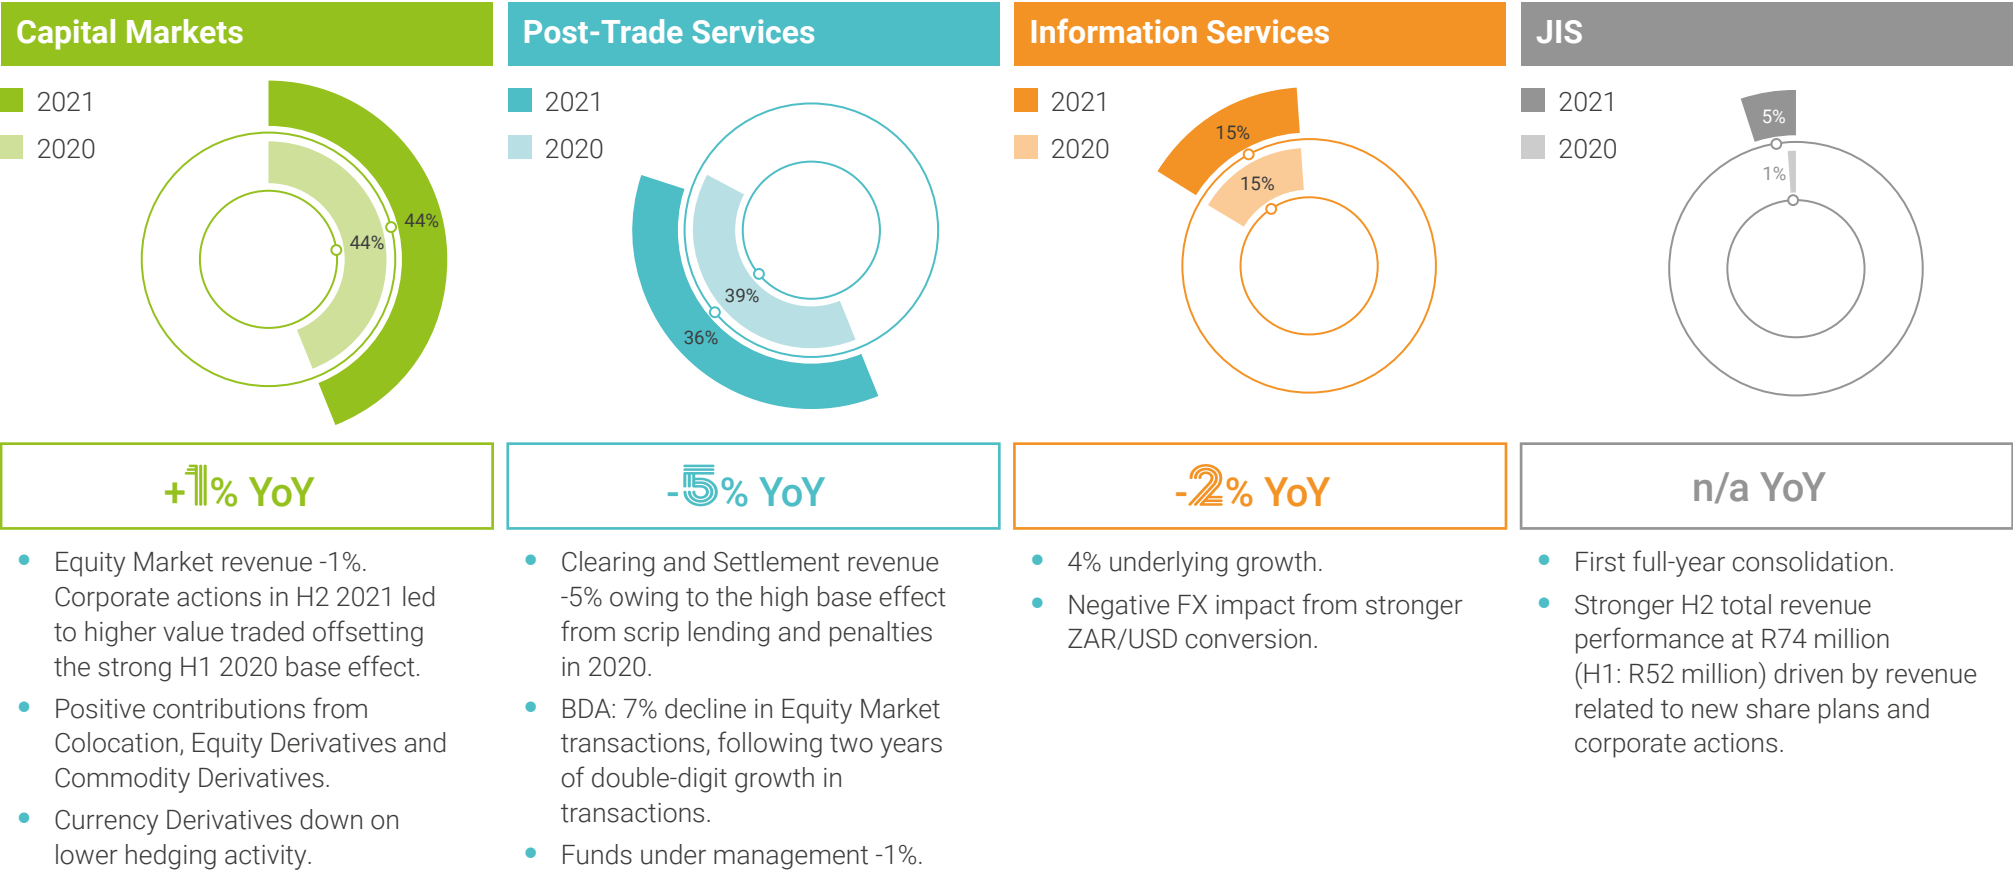 Capital Markets
2021
2020
44%
44%
+1% YoY
• Equity Market revenue -1%.
Corporate actions in H2 2021 led
to higher value traded offsetting
the strong H1 2020 base effect.
• Positive contributions from
Colocation, Equity Derivatives and
Commodity Derivatives.
• Currency Derivatives down on
lower hedging activity.
Post-Trade Services
2021
2020
39%
36%
-5% YoY
• Clearing and Settlement revenue
-5% owing to the high base effect
from scrip lending and penalties
in 2020.
• BDA: 7% decline in Equity Market
transactions, following two years
of double-digit growth in
transactions.
• Funds under management -1%.
Information Services
2021
2020
15%
15%
-2% YoY
• 4% underlying growth.
• Negative FX impact from stronger
ZAR/USD conversion.
JIS
2021
2020
5%
1%
n/a YoY
• First full-year consolidation.
• Stronger H2 total revenue
performance at R74 million
(H1: R52 million) driven by revenue
related to new share plans and
corporate actions.